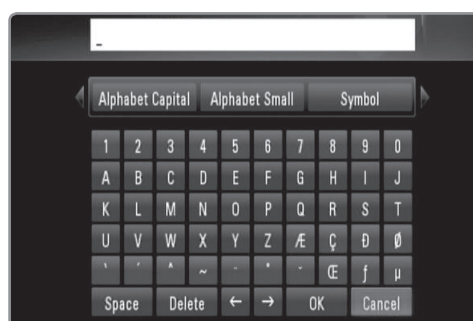 _
Alphabet Capital Alphabet Small Symbol
1 2 3 4 5 6 7 8 9 0
A B C D E F G H I J
K L M N O P Q R S T
U V W X Y Z Æ Ç Ð Ø
` ´ ^ ~ ¨ ˚ - Œ ƒ µ
Space Delete ← → OK Cancel